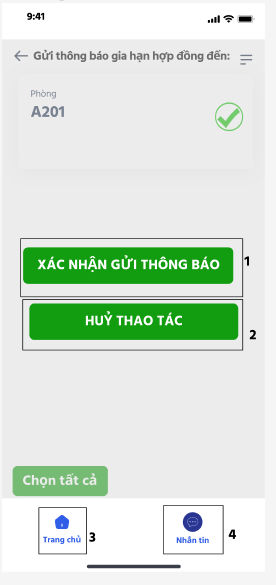 9:41
Gửi thông báo gia hạn hợp đồng đến:
Phòng
A201
XÁC NHẬN GỬI THÔNG BÁO
1
HUỶ THAO TÁC
2
Chọn tất cả
Trang chủ
3
Nhắn tin
4